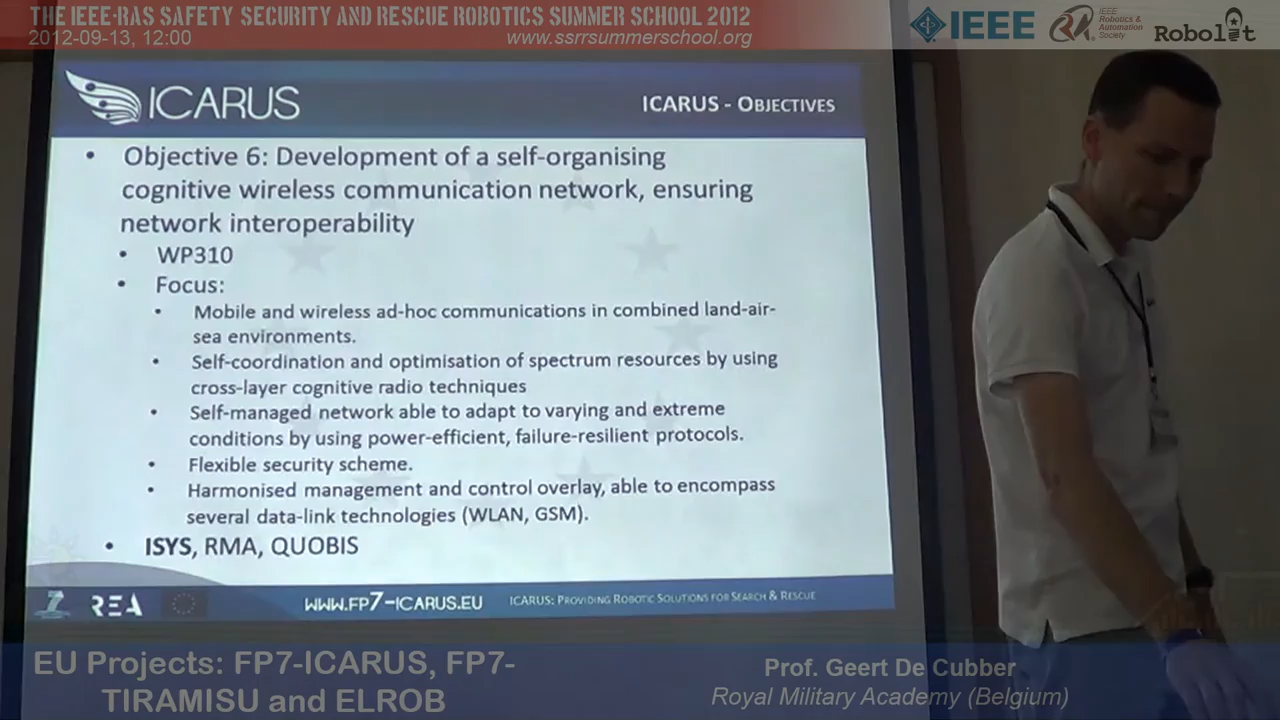 THE IEEE-RAS SAFETY SECURITY AND RESCUE ROBOTICS SUMMER SCHOOL 2012
2012-09-13, 12:00
www.ssrrsummerschool.org
IEEE
IEEE
Robotics &
Automation
Society
Robolit
ICARUS
ICARUS - OBJECTIVES
• Objective 6: Development of a self-organising
cognitive wireless communication network, ensuring
network interoperability
• WP310
• Focus:
• Mobile and wireless ad-hoc communications in combined land-air-
sea environments.
• Self-coordination and optimisation of spectrum resources by using
cross-layer cognitive radio techniques
• Self-managed network able to adapt to varying and extreme
conditions by using power-efficient, failure-resilient protocols.
• Flexible security scheme.
• Harmonised management and control overlay, able to encompass
several data-link technologies (WLAN, GSM).
• ISYS, RMA, QUOBIS
REA
WWW.FP7-ICARUS.EU
ICARUS: PROVIDING ROBOTIC SOLUTIONS FOR SEARCH & RESCUE
EU Projects: FP7-ICARUS, FP7-
TIRAMISU and ELROB
Prof. Geert De Cubber
Royal Military Academy (Belgium)